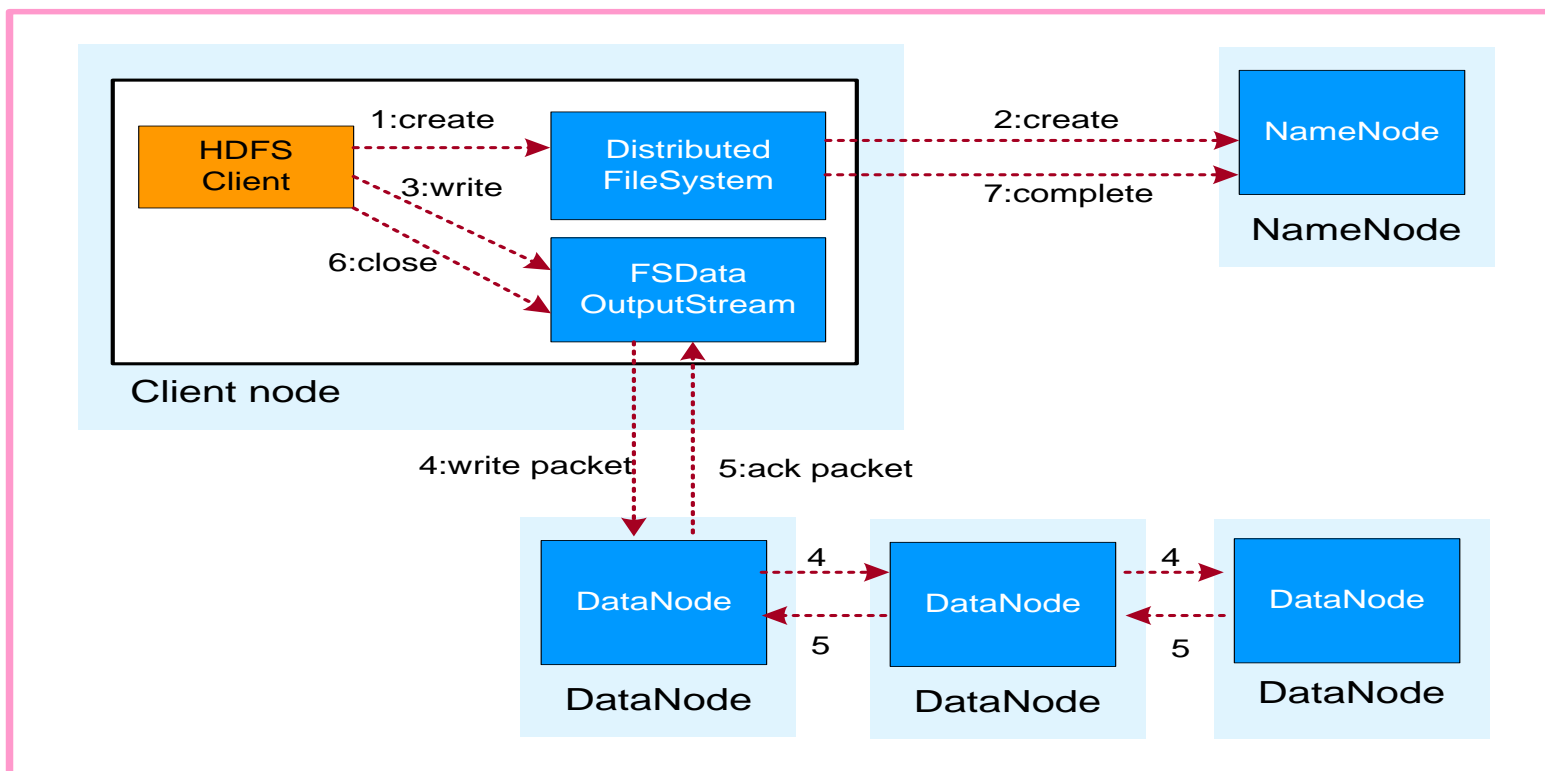 1:create
2:create
HDFS
Client
Distributed
FileSystem
NameNode
3:write
7:complete
NameNode
6:close
FSData
OutputStream
Client node
4:write packet
5:ack packet
DataNode
4
DataNode
4
DataNode
5
5
DataNode
DataNode
DataNode